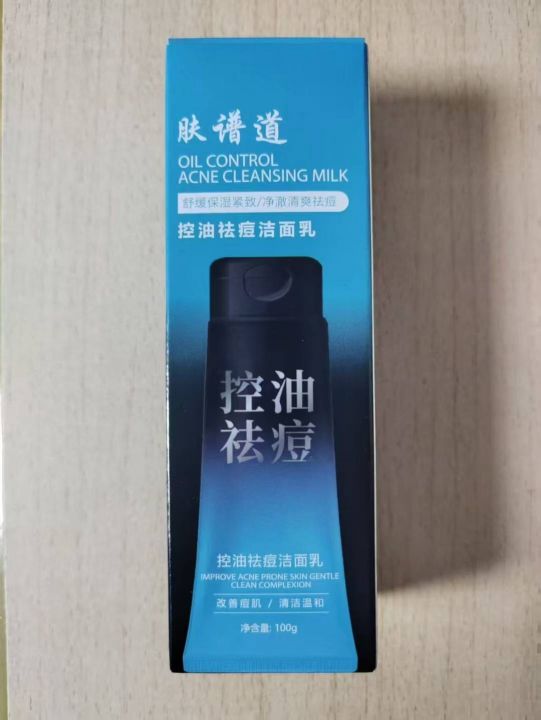 肤谱道
OIL CONTROL
ACNE CLEANSING MILK
舒缓保湿紧致/净澈清爽祛痘
控油祛痘洁面乳
控油
祛痘
控油祛痘洁面乳
IMPROVE ACNE PRONE SKIN GENTLE
CLEAN COMPLEXION
改善痘肌 / 清洁温和
净含量: 100g